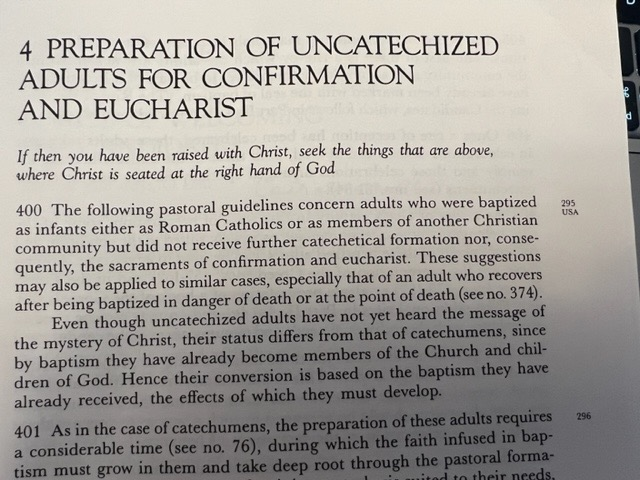 4 PREPARATION OF UNCATECHIZED
ADULTS FOR CONFIRMATION
AND EUCHARIST
If then you have been raised with Christ, seek the things that are above,
where Christ is seated at the right hand of God
400 The following pastoral guidelines concern adults who were baptized
as infants either as Roman Catholics or as members of another Christian
community but did not receive further catechetical formation nor, conse-
quently, the sacraments of confirmation and eucharist. These suggestions
may also be applied to similar cases, especially that of an adult who recovers
after being baptized in danger of death or at the point of death (see no. 374).
295
USA
Even though uncatechized adults have not yet heard the message of
the mystery of Christ, their status differs from that of catechumens, since
by baptism they have already become members of the Church and chil-
dren of God. Hence their conversion is based on the baptism they have
already received, the effects of which they must develop.
401 As in the case of catechumens, the preparation of these adults requires
a considerable time (see no. 76), during which the faith infused in bap-
tism must grow in them and take deep root through the pastoral forma-
296
suited to their needs,